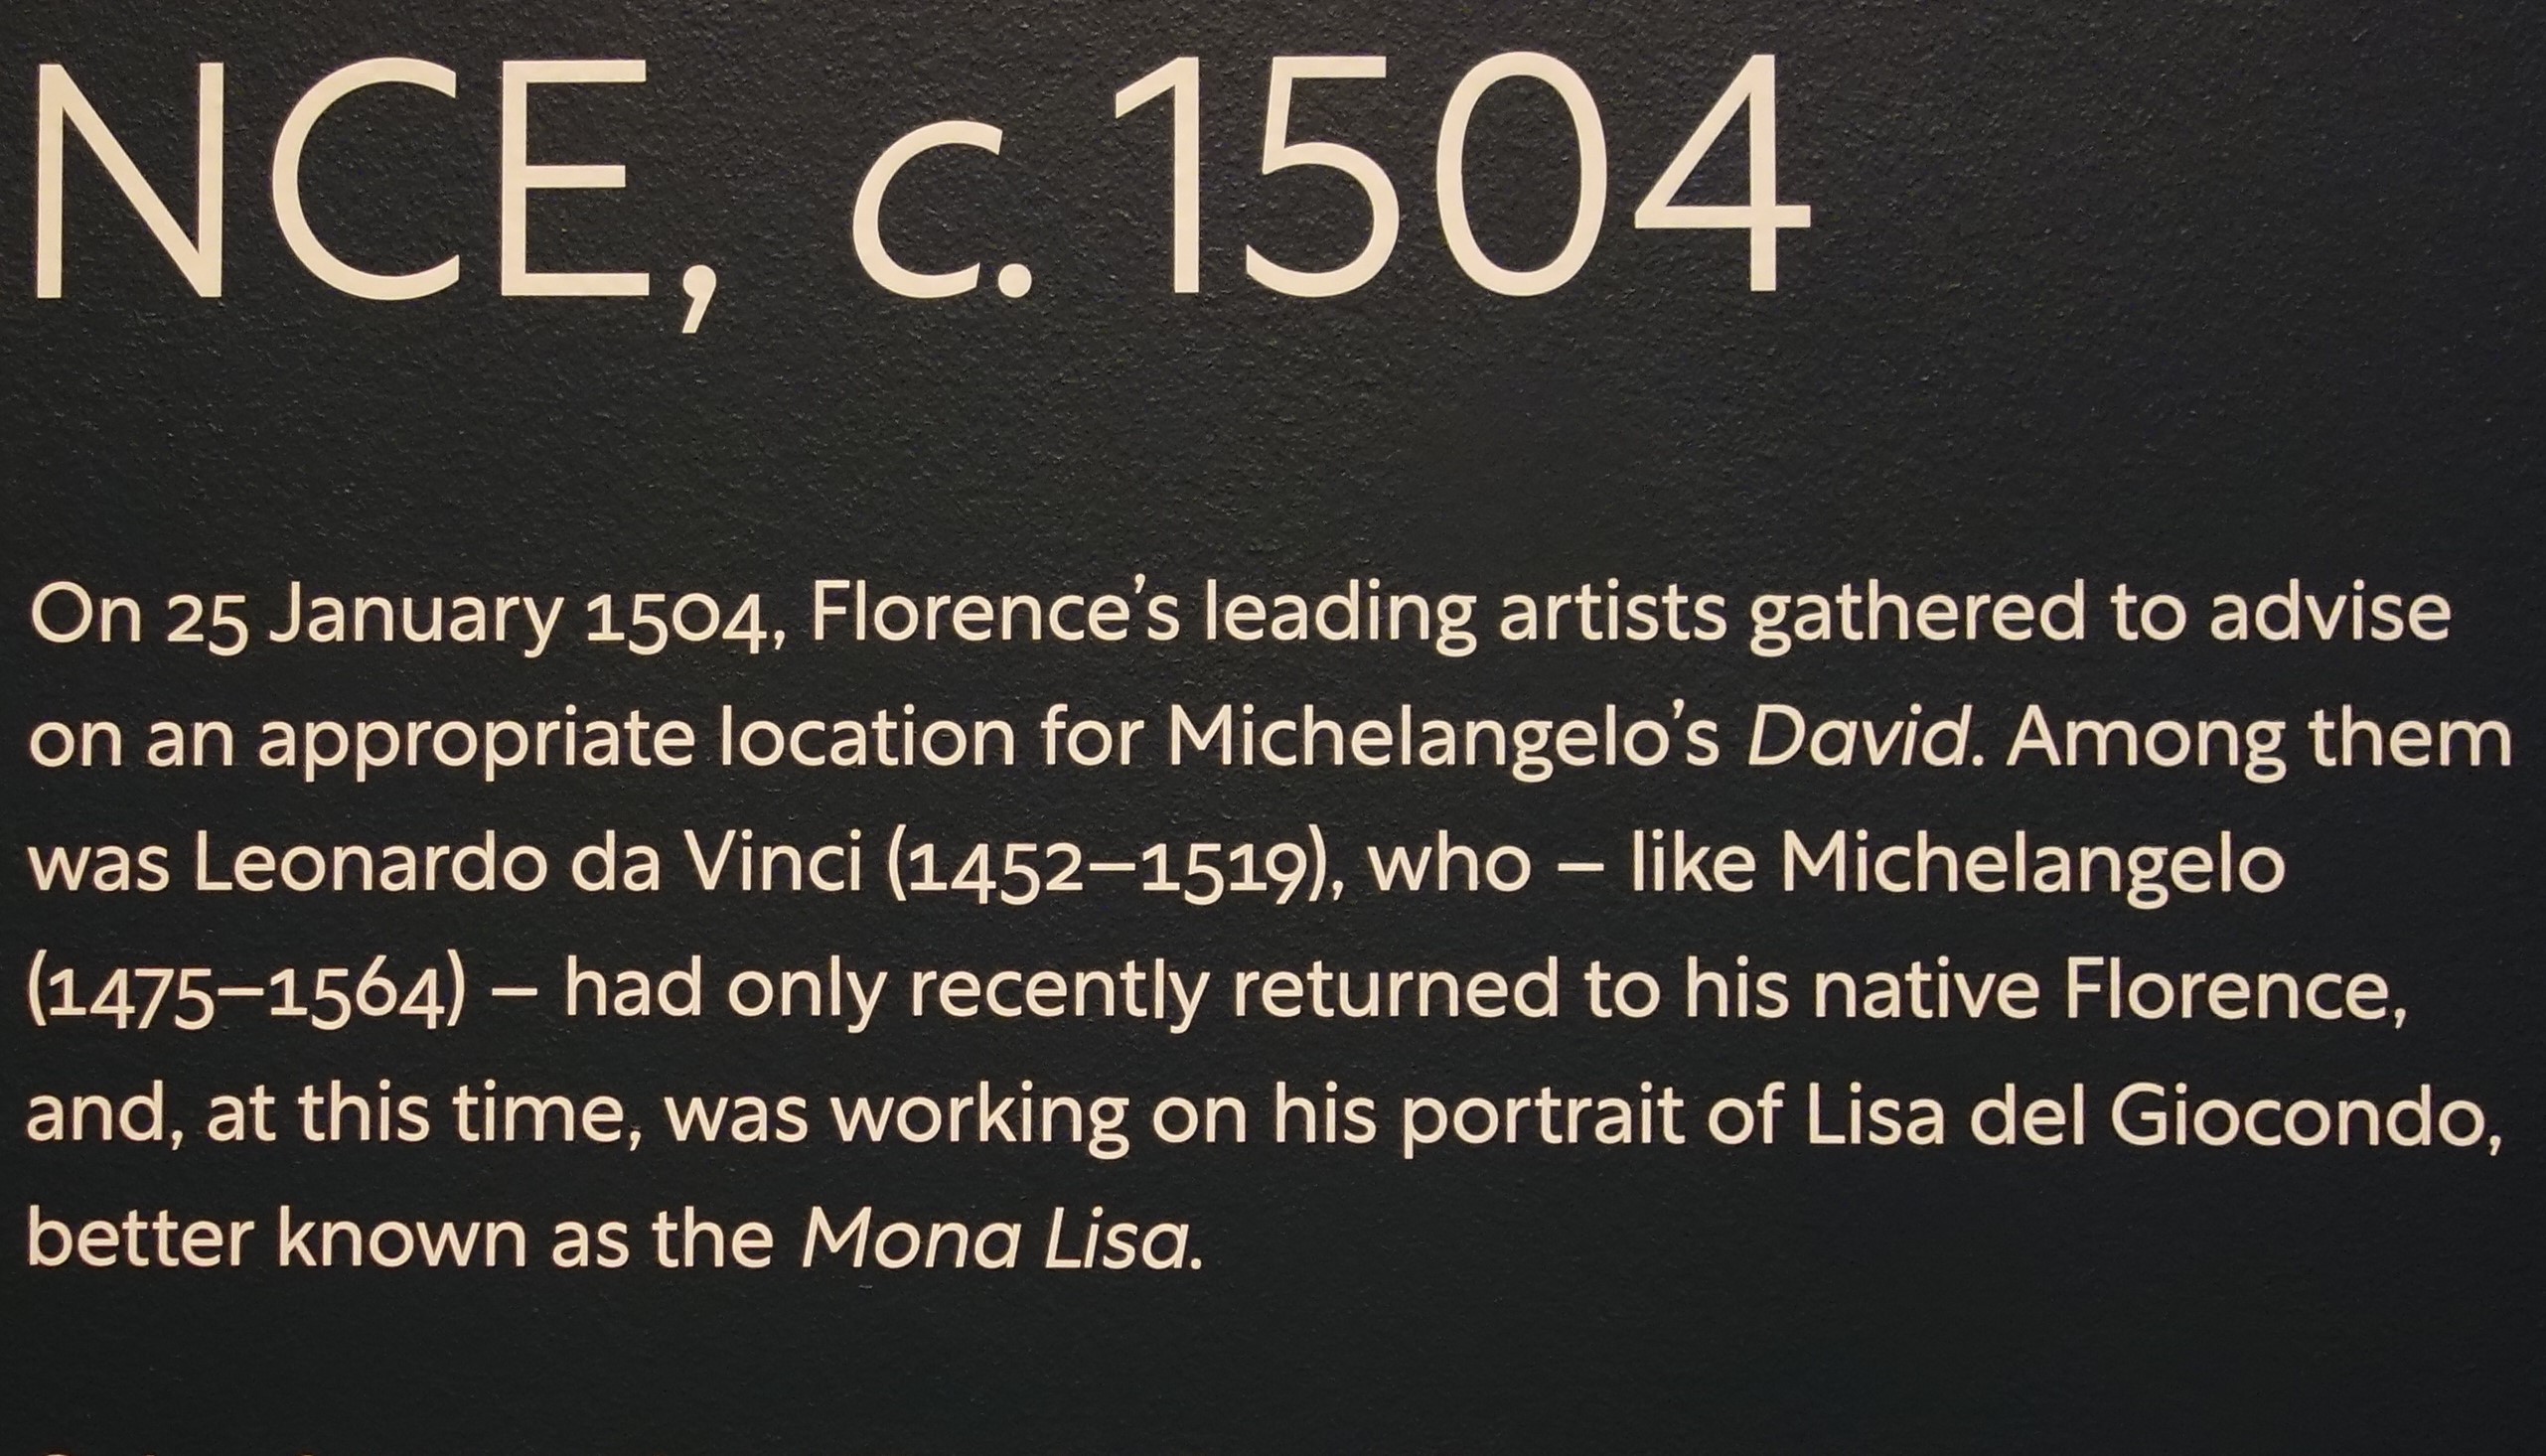 NCE, c. 1504
On 25 January 1504, Florence’s leading artists gathered to advise
on an appropriate location for Michelangelo’s David. Among them
was Leonardo da Vinci (1452–1519), who – like Michelangelo
(1475–1564) – had only recently returned to his native Florence,
and, at this time, was working on his portrait of Lisa del Giocondo,
better known as the Mona Lisa.